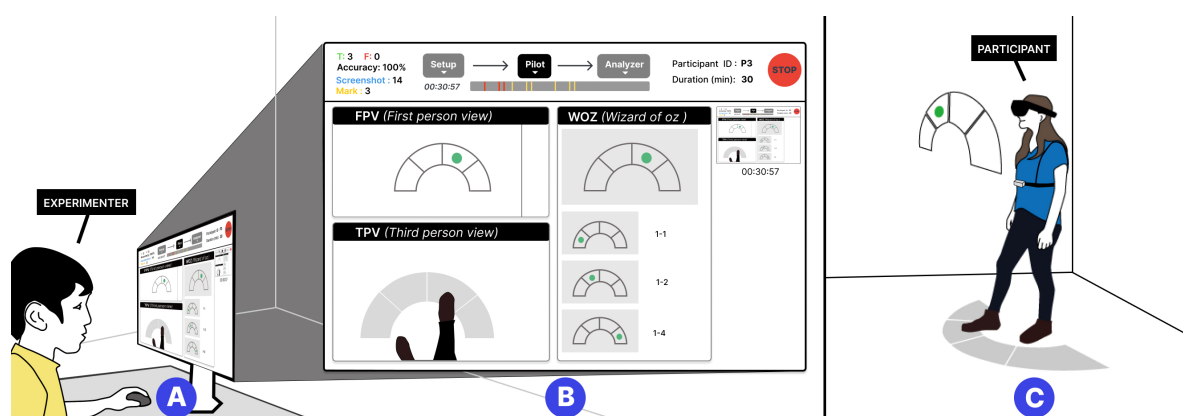 EXPERIMENTER
A
T: 3 F: 0
Accuracy: 100%
Screenshot : 14
Mark : 3
Setup
Pilot
Analyzer
00:30:57
Participant ID : P3
Duration (min): 30
STOP
FPV (First person view)
WOZ (Wizard of oz )
00:30:57
TPV (Third person view)
1-1
1-2
1-4
B
PARTICIPANT
C